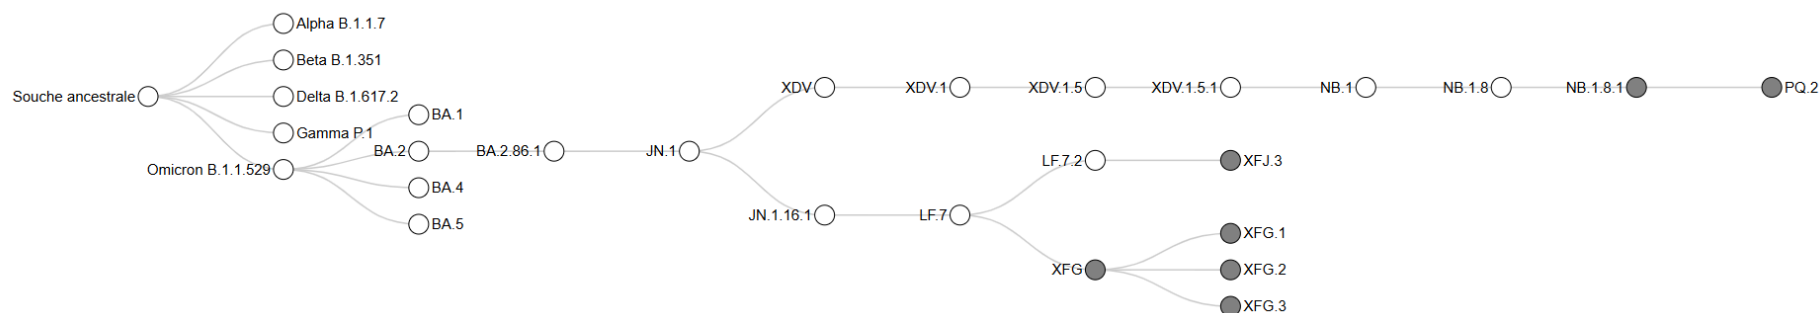 Souche ancestrale
Alpha B.1.1.7
Beta B.1.351
Delta B.1.617.2
Gamma P.1
Omicron B.1.1.529
BA.1
BA.2
BA.4
BA.5
BA.2.86.1
JN.1
XDV
XDV.1
XDV.1.5
XDV.1.5.1
NB.1
NB.1.8
NB.1.8.1
PQ.2
JN.1.16.1
LF.7
LF.7.2
XFJ.3
XFG
XFG.1
XFG.2
XFG.3